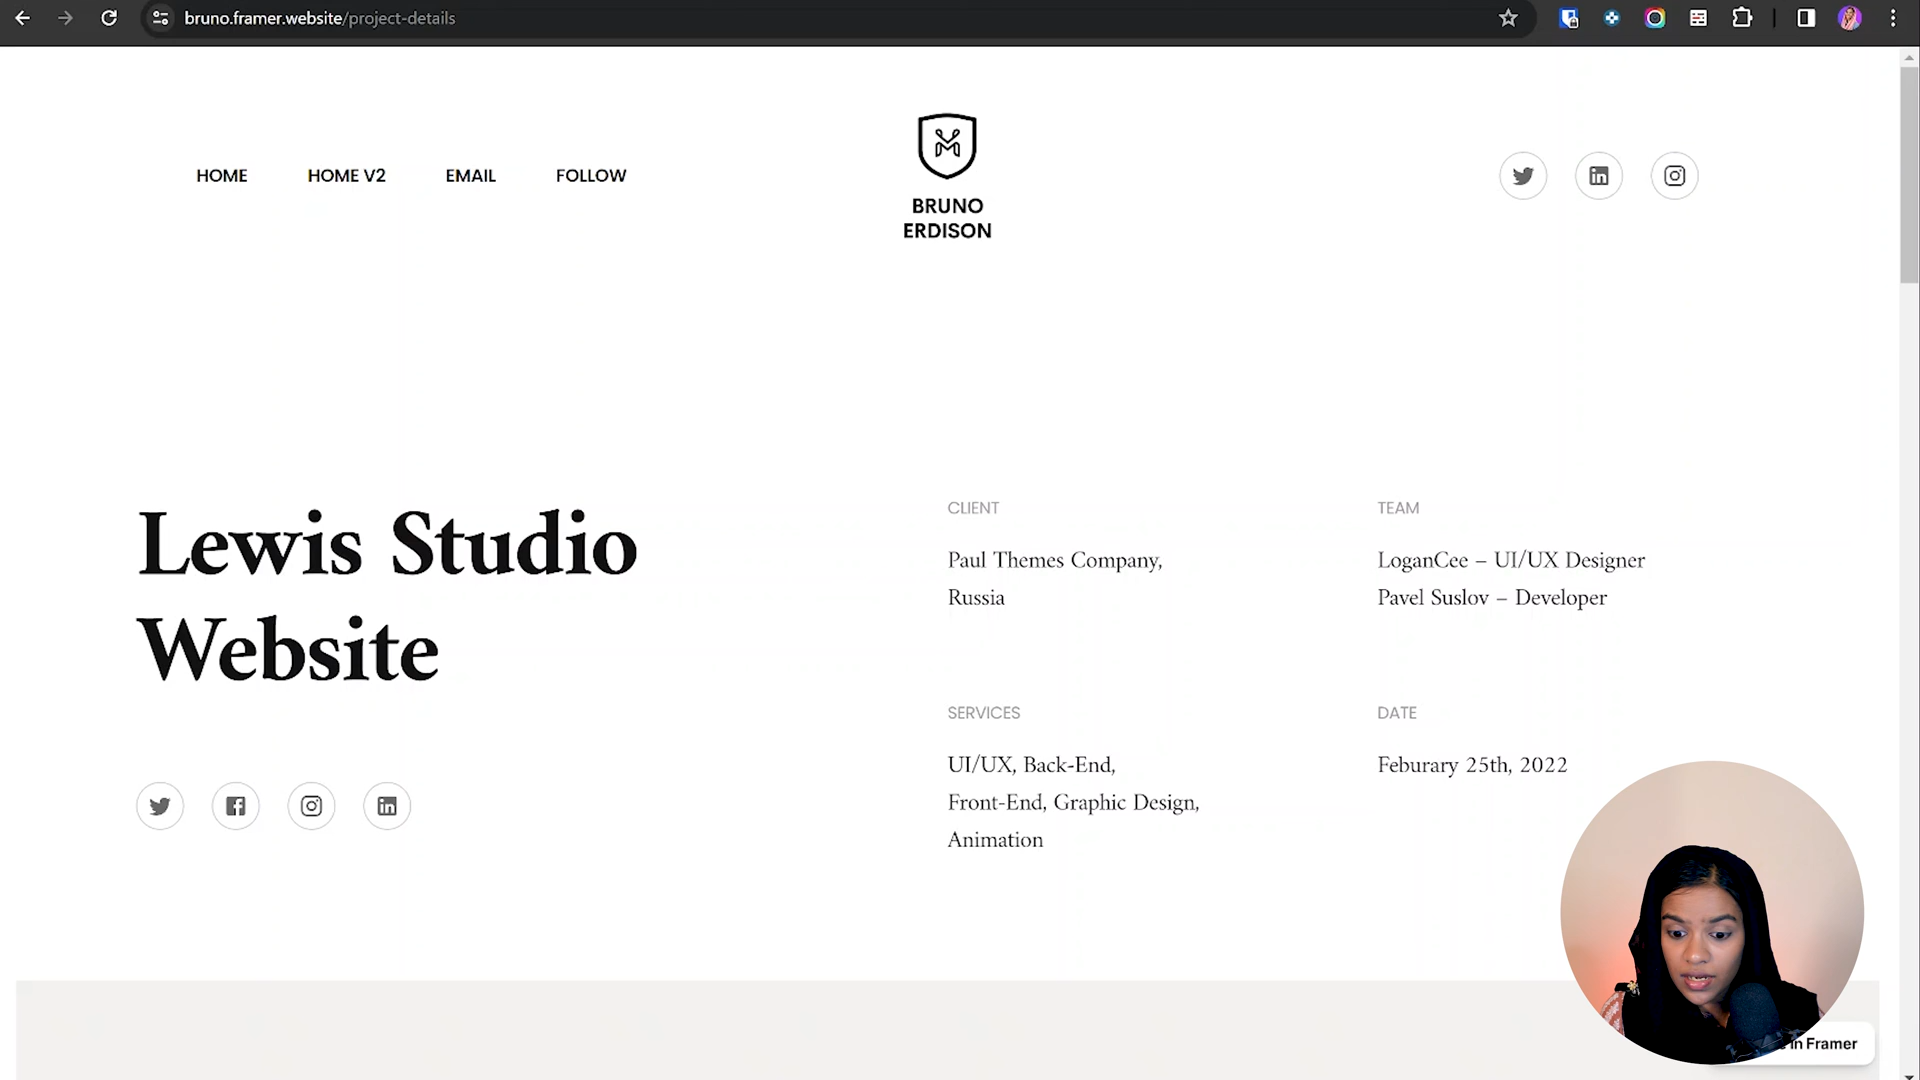 bruno.framer.website/project-details
HOME
HOME V2
EMAIL
FOLLOW
BRUNO
ERDISON
Lewis Studio
Website
CLIENT
Paul Themes Company,
Russia
TEAM
LoganCee – UI/UX Designer
Pavel Suslov – Developer
SERVICES
UI/UX, Back-End,
Front-End, Graphic Design,
Animation
DATE
Feburary 25th, 2022
in Framer